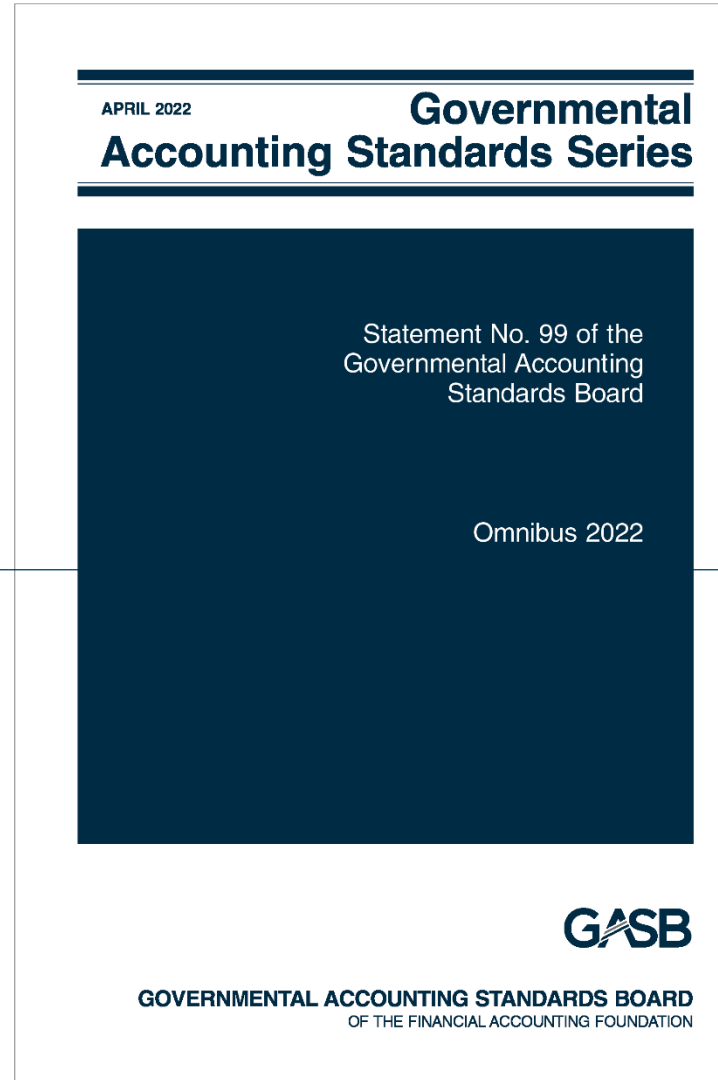 APRIL 2022
Governmental
Accounting Standards Series
Statement No. 99 of the
Governmental Accounting
Standards Board
Omnibus 2022
GASB
GOVERNMENTAL ACCOUNTING STANDARDS BOARD
OF THE FINANCIAL ACCOUNTING FOUNDATION